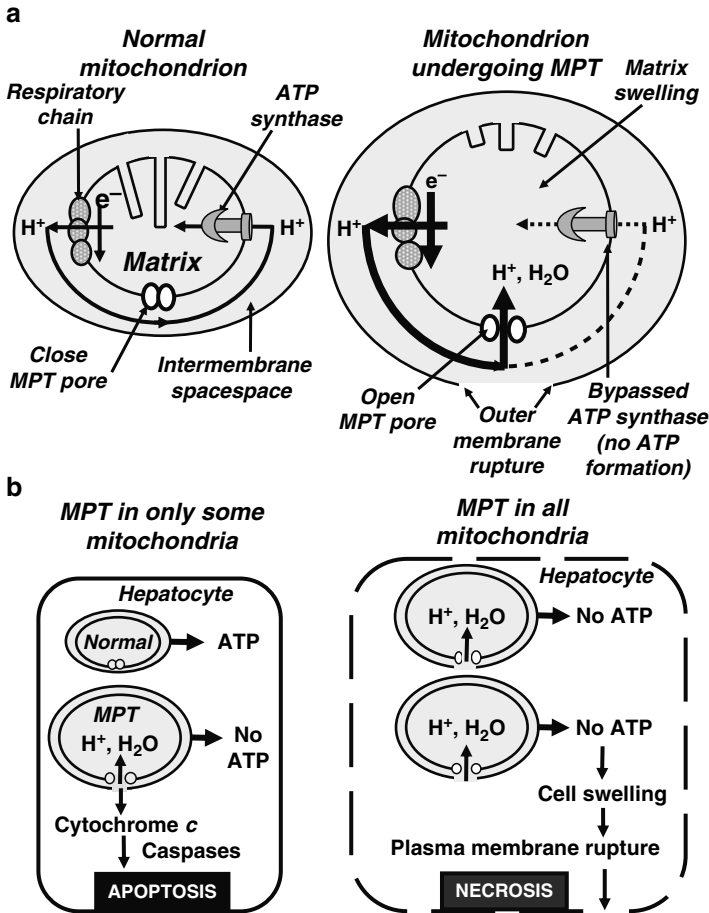 a
Normal
mitochondrion
Respiratory
chain
ATP
synthase
e–
H+
H+
Matrix
Close
MPT pore
Intermembrane
spacespace
Mitochondrion
undergoing MPT
Matrix
swelling
e–
H+
H+
H+, H2O
Open
MPT pore
Outer
membrane
rupture
Bypassed
ATP synthase
(no ATP
formation)
b
MPT in only some
mitochondria
Hepatocyte
Normal
ATP
MPT
H+, H2O
No
ATP
Cytochrome c
Caspases
APOPTOSIS
MPT in all
mitochondria
Hepatocyte
H+, H2O
No ATP
H+, H2O
No ATP
Cell swelling
Plasma membrane rupture
NECROSIS